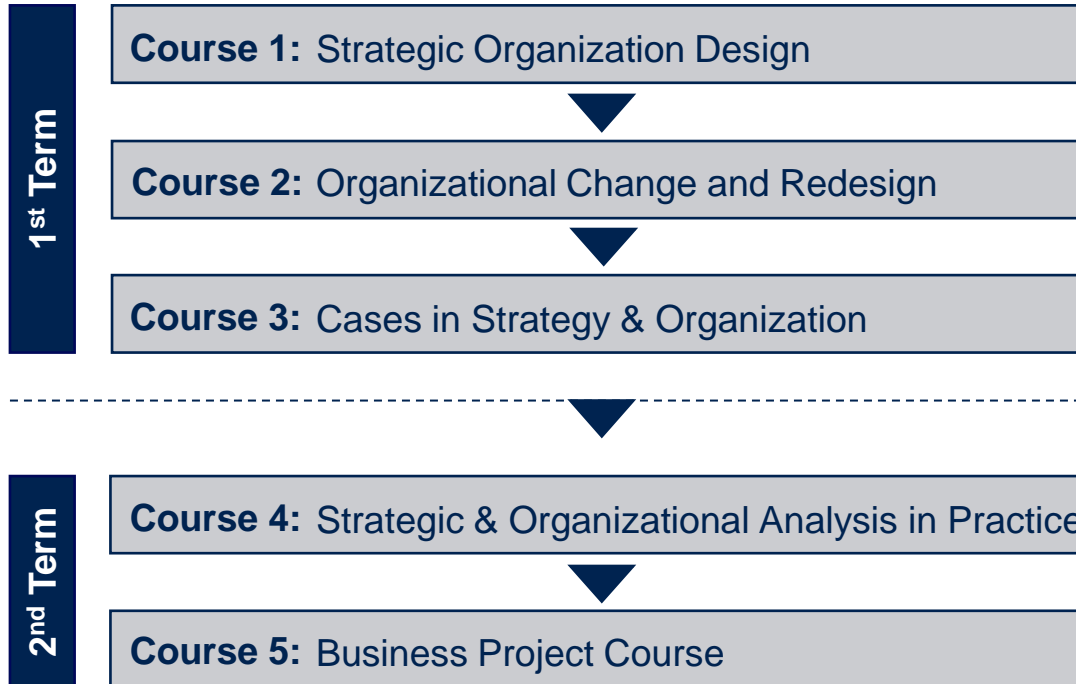 1st Term
Course 1: Strategic Organization Design
Course 2: Organizational Change and Redesign
Course 3: Cases in Strategy & Organization
2nd Term
Course 4: Strategic & Organizational Analysis in Practice
Course 5: Business Project Course